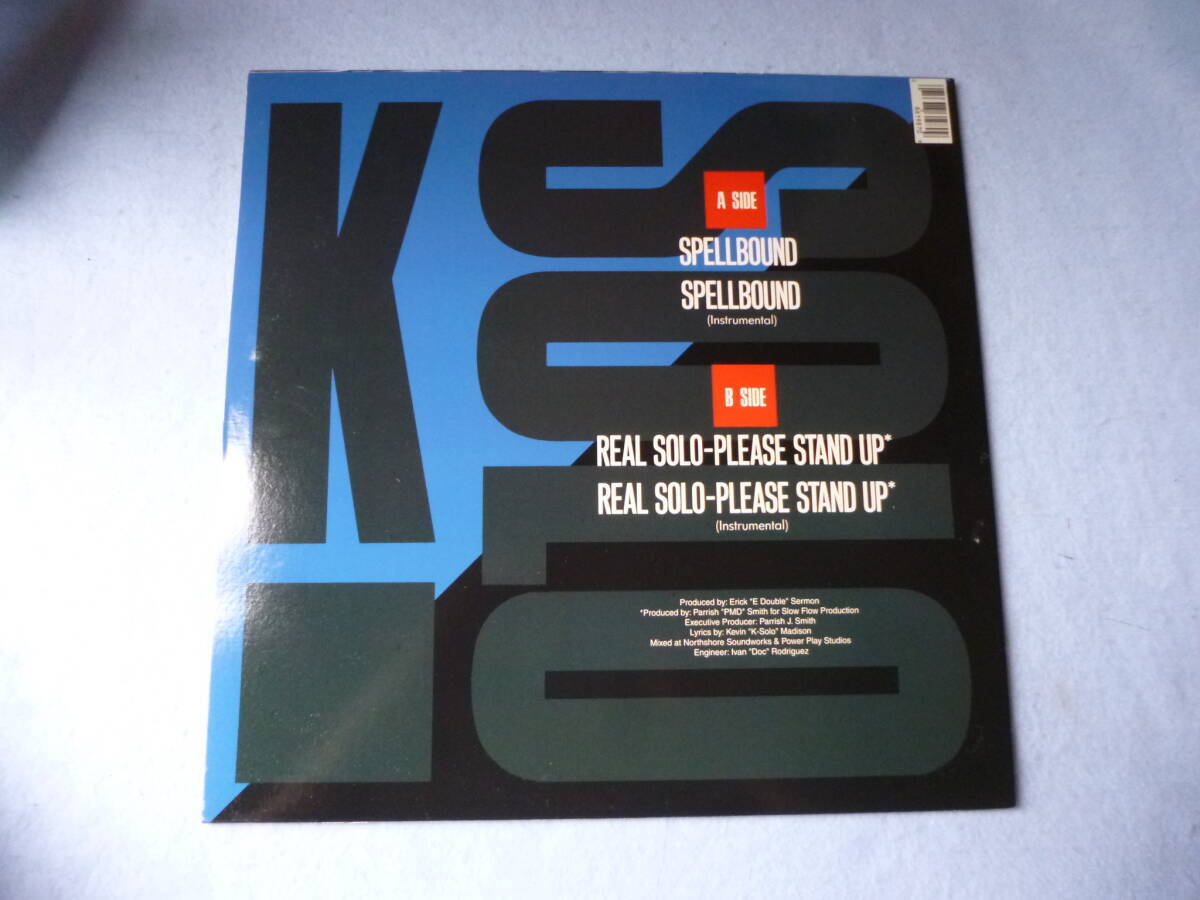 K. SOLO
A SIDE
SPELLBOUND
SPELLBOUND
(Instrumental)
B SIDE
REAL SOLO-PLEASE STAND UP*
REAL SOLO-PLEASE STAND UP*
(Instrumental)
Produced by: Erick "E Double" Sermon
*Produced by: Parrish "PMD" Smith for Slow Flow Production
Executive Producer: Parrish J. Smith
Lyrics by: Kevin "K-Solo" Madison
Mixed at Northshore Soundworks & Power Play Studios
Engineer: Ivan "Doc" Rodriguez